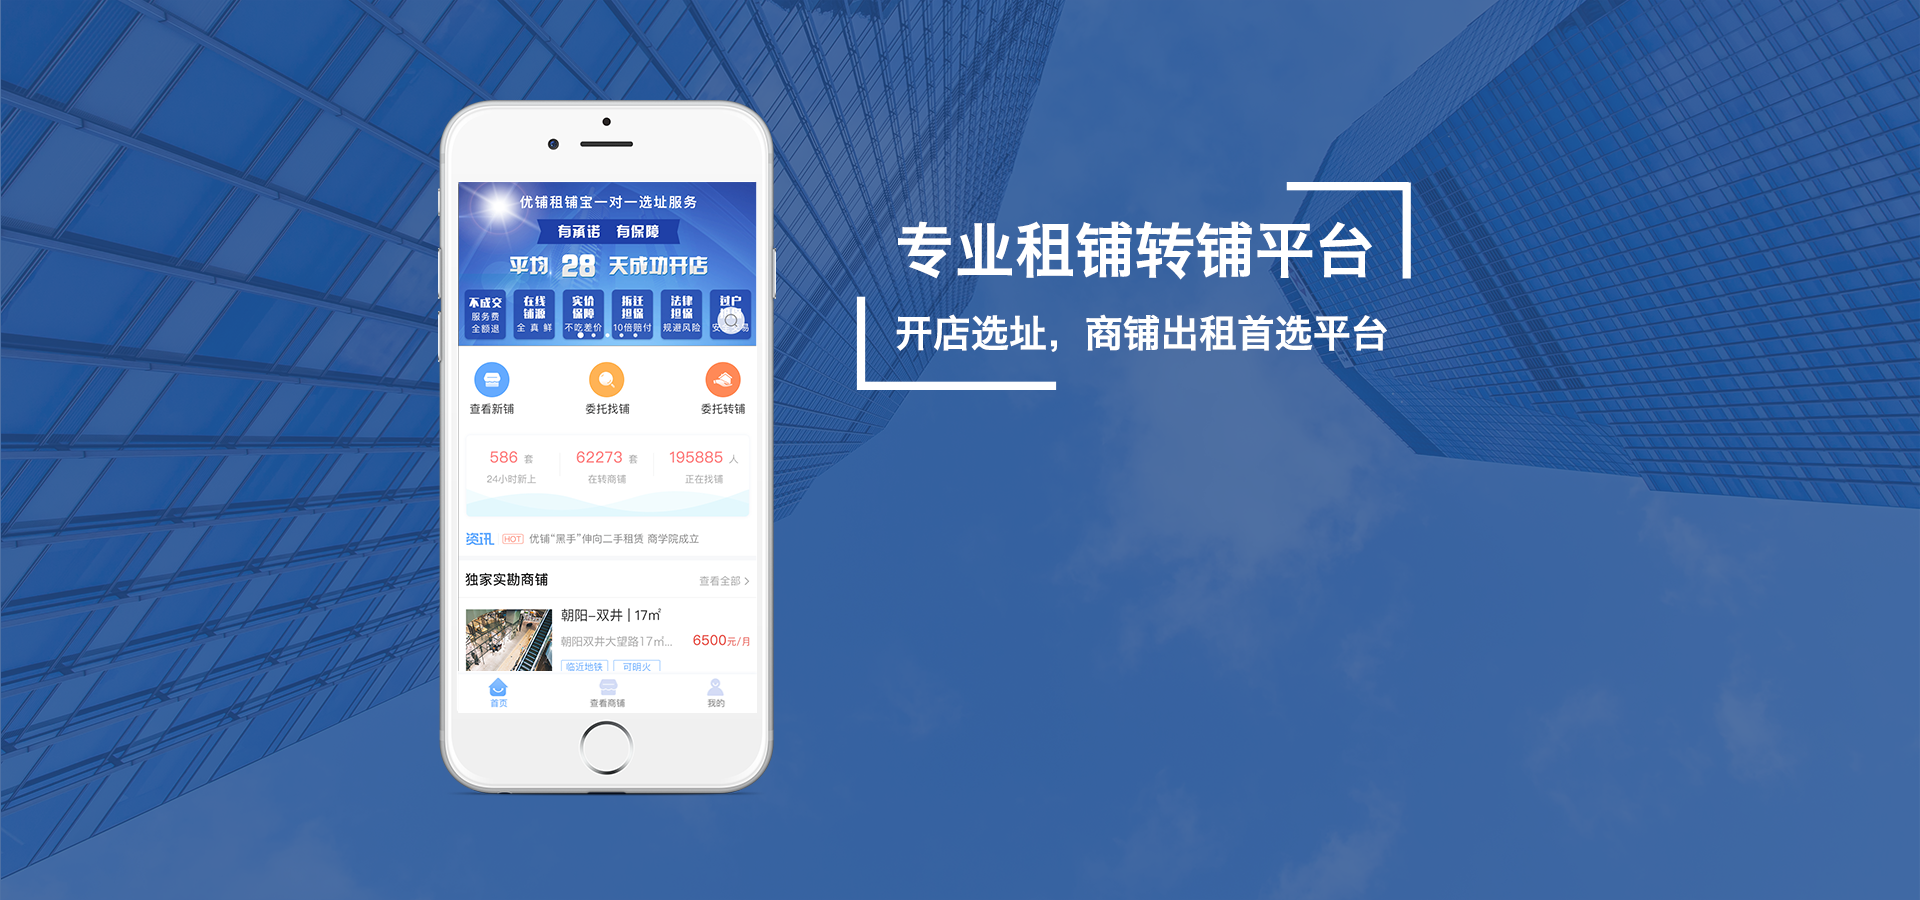 优铺租铺宝一对一选址服务
有承诺 有保障
平均 28 天成功开店
不成交 服务费 全额退
在线 铺源 全真鲜
实价 保障 不吃差价
拆迁 担保 10倍赔付
法律 担保 规避风险
过户
查看新铺 委托找铺 委托转铺
586 套 62273 套 195885 人
24小时新上 在转商铺 正在找铺
资讯 HOT 优铺“黑手”伸向二手租赁 商学院成立
独家实勘商铺 查看全部 >
朝阳-双井 | 17㎡
朝阳双井大望路17㎡... 6500元/月
临近地铁 可明火
首页 查看商铺 我的
专业租铺转铺平台
开店选址，商铺出租首选平台